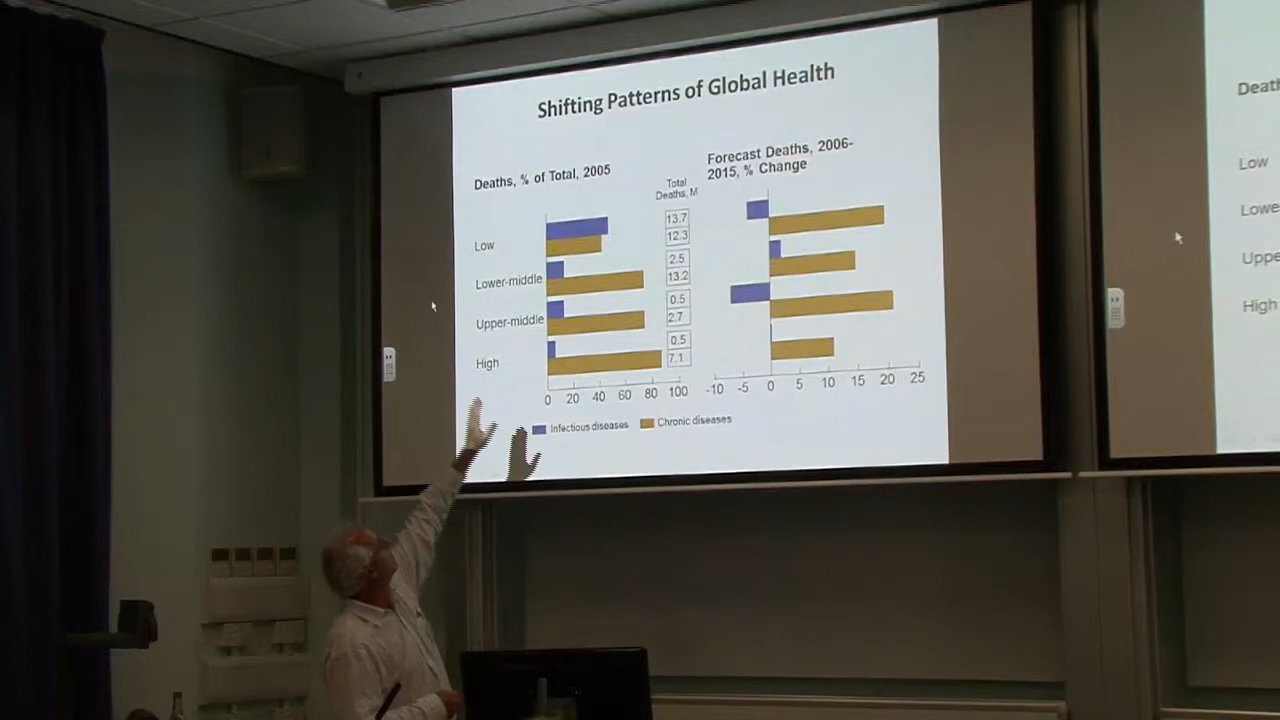 Shifting Patterns of Global Health
Deaths, % of Total, 2005
Total
Deaths, M
Forecast Deaths, 2006-
2015, % Change
Low
13.7
12.3
Lower-middle
2.5
13.2
Upper-middle
0.5
2.7
High
0.5
7.1
0 20 40 60 80 100
-10 -5 0 5 10 15 20 25
Infectious diseases
Chronic diseases
Death
Low
Lowe
Uppe
High